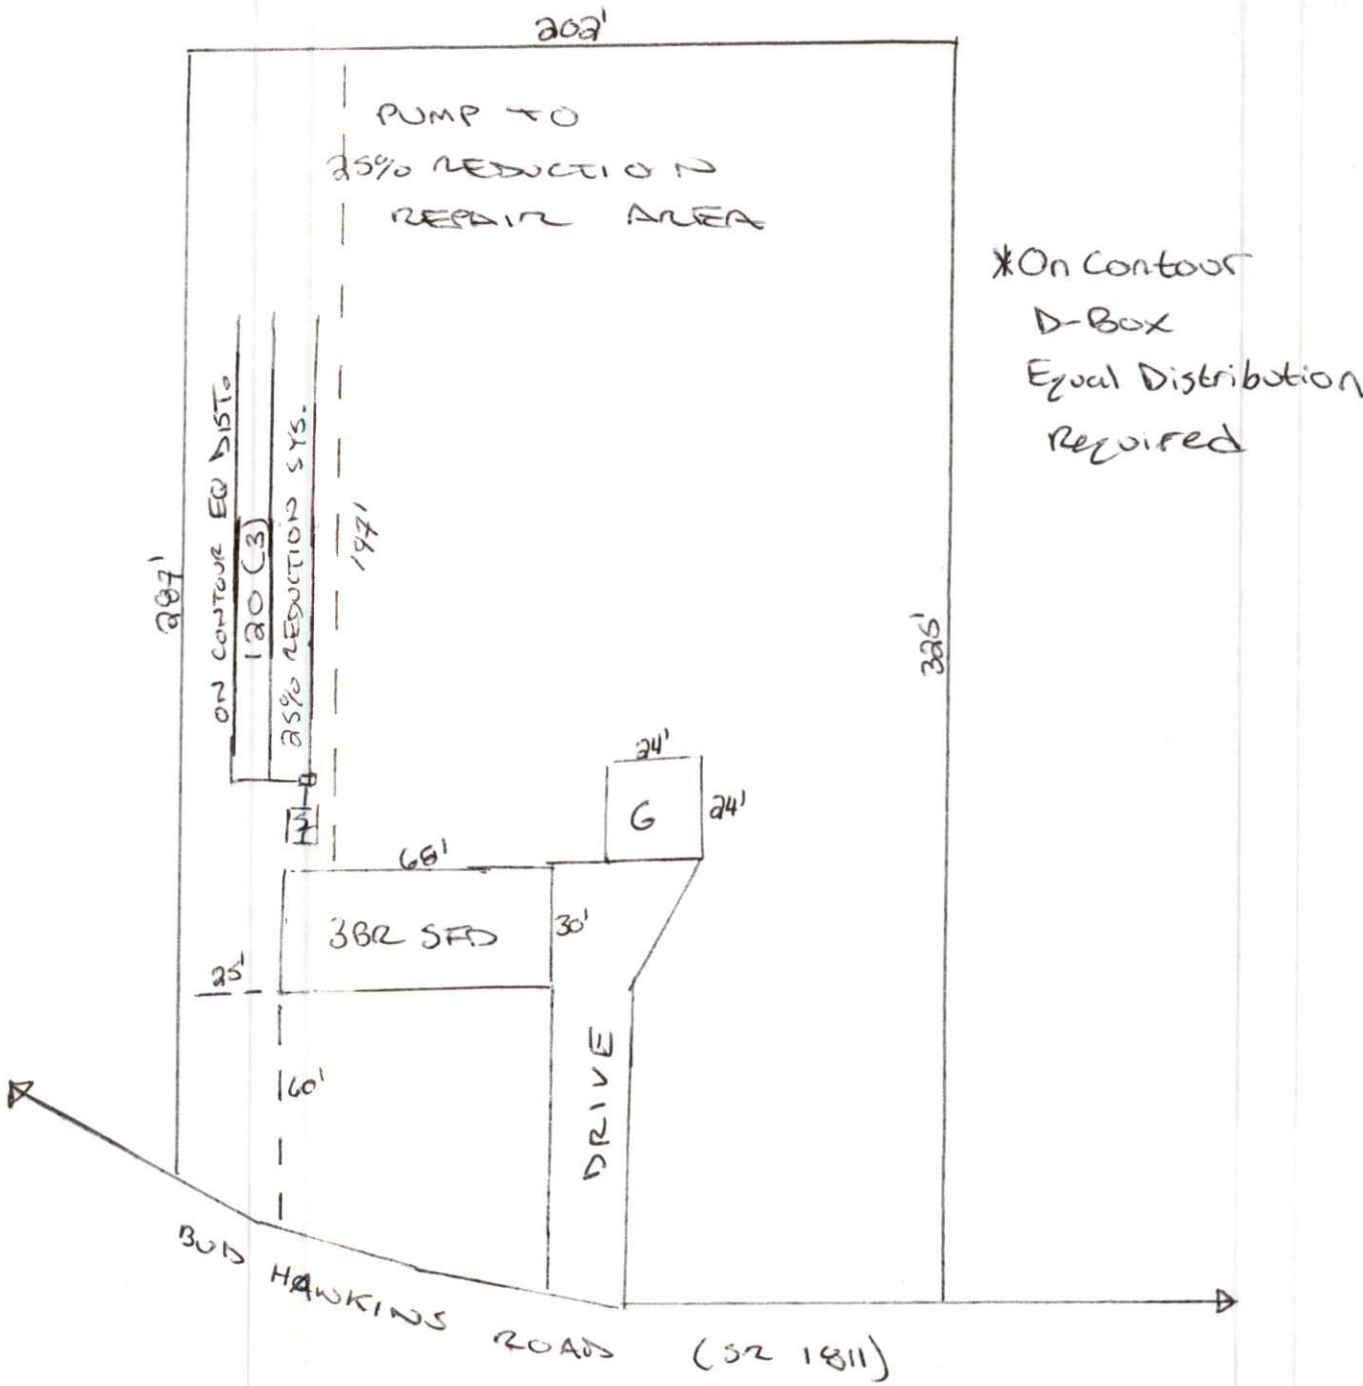 202'
PUMP TO
25% REDUCTION
REPAIR AREA
*On Contour
D-Box
Equal Distribution
Required
ON CONTOUR EQ DIST.
120 (3)
25% REDUCTION SYS.
197'
287'
325'
24'
G
24'
68'
3BR SFD
30'
25'
60'
DRIVE
BUD HAWKINS ROAD (SR 1811)